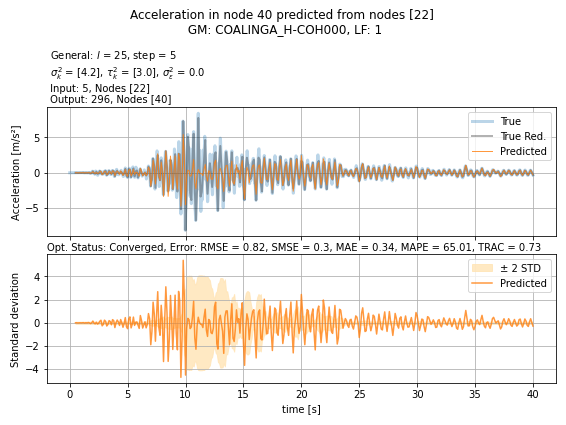 Acceleration in node 40 predicted from nodes [22]
GM: COALINGA_H-COH000, LF: 1
General: l = 25, step = 5
σ²ₖ = [4.2], τ²ₖ = [3.0], σ²ε = 0.0
Input: 5, Nodes [22]
Output: 296, Nodes [40]
Acceleration [m/s²]
5
0
−5
True
True Red.
Predicted
Opt. Status: Converged, Error: RMSE = 0.82, SMSE = 0.3, MAE = 0.34, MAPE = 65.01, TRAC = 0.73
Standard deviation
4
2
0
−2
−4
± 2 STD
Predicted
0 5 10 15 20 25 30 35 40
time [s]